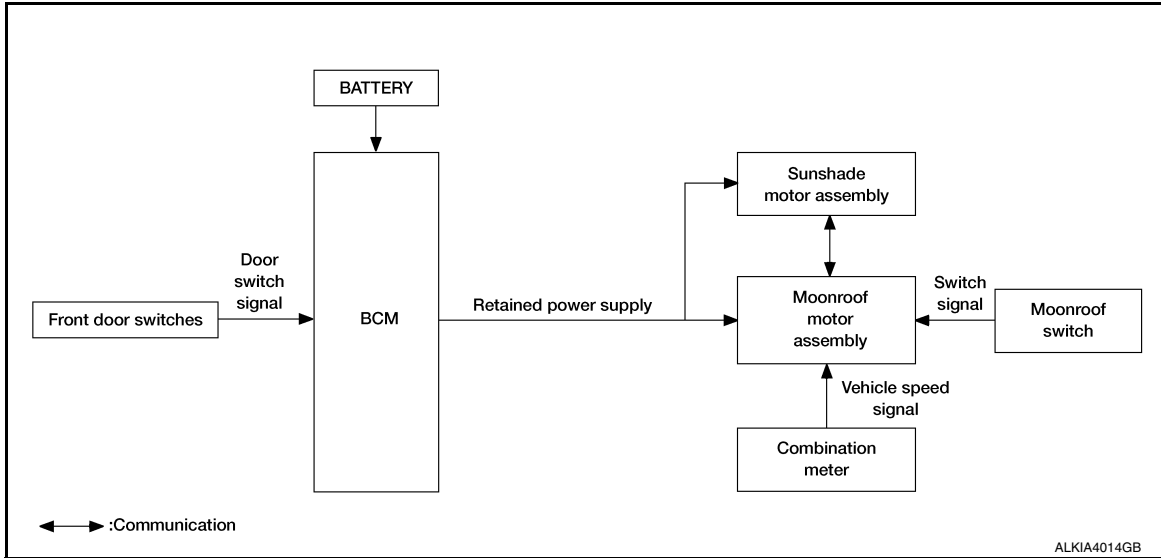 BATTERY
Sunshade
motor assembly
Door
switch
signal
Front door switches
BCM
Retained power supply
Moonroof
motor
assembly
Switch
signal
Moonroof
switch
Vehicle speed
signal
Combination
meter
:Communication
ALKIA4014GB